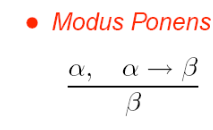 • Modus Ponens
α, α → β
β